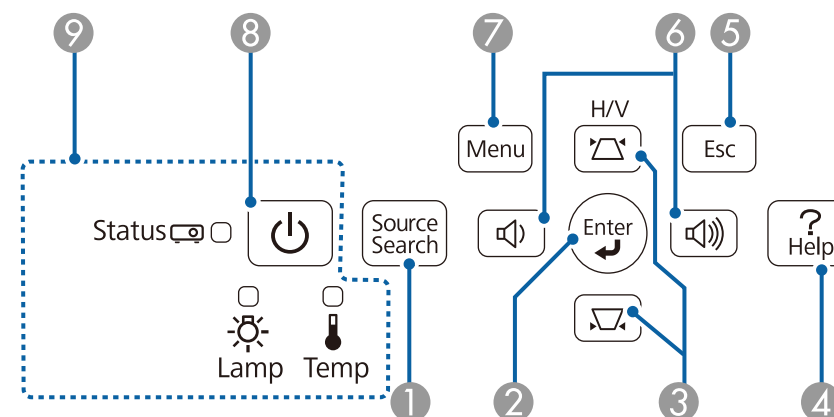 9
8
7
6
5
H/V
Menu
Esc
Status
Source
Search
Enter
?
Help
Lamp
Temp
1
2
3
4